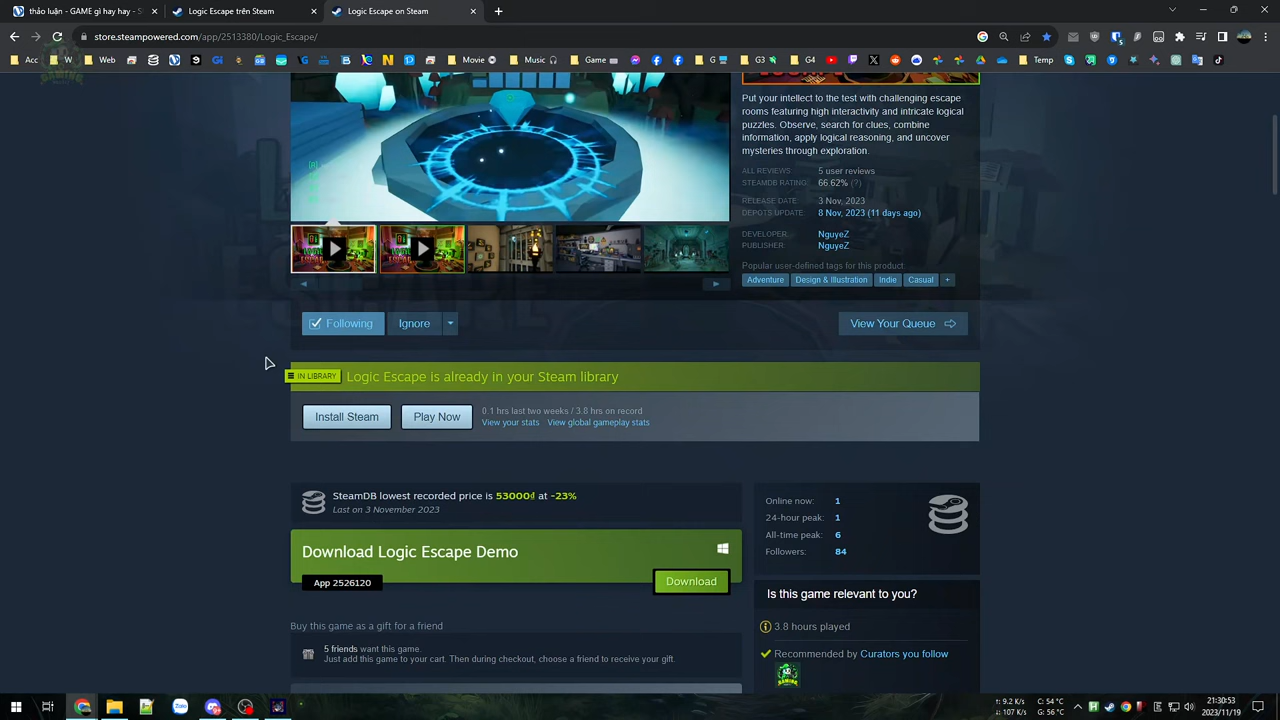 thảo luận - GAME gì hay hay - S
Logic Escape trên Steam
Logic Escape on Steam
store.steampowered.com/app/2513380/Logic_Escape/
Acc
W
Web
G
Movie
Music
Game
G
G3
G4
Temp
GAMING
Put your intellect to the test with challenging escape
rooms featuring high interactivity and intricate logical
puzzles. Observe, search for clues, combine
information, apply logical reasoning, and uncover
mysteries through exploration.
ALL REVIEWS: 5 user reviews
STEAMDB RATING: 66.62% (?)
RELEASE DATE 3 Nov, 2023
DEPOTS UPDATE: 8 Nov, 2023 (11 days ago)
DEVELOPER: NguyeZ
PUBLISHER: NguyeZ
Popular user-defined tags for this product:
Adventure Design & Illustration Indie Casual +
Following
Ignore
View Your Queue
IN LIBRARY
Logic Escape is already in your Steam library
Install Steam
Play Now
0.1 hrs last two weeks / 3.8 hrs on record
View your stats View global gameplay stats
SteamDB lowest recorded price is 53000₫ at -23%
Last on 3 November 2023
Online now: 1
24-hour peak: 1
All-time peak: 6
Followers: 84
Download Logic Escape Demo
App 2526120
Download
Is this game relevant to you?
3.8 hours played
Recommended by Curators you follow
GAMING
Buy this game as a gift for a friend
5 friends want this game.
Just add this game to your cart. Then during checkout, choose a friend to receive your gift.
Zalo
↑: 9.2 K/s
↓: 107 K/s
C: 54 °C
G: 56 °C
21:30:53
2023/11/19